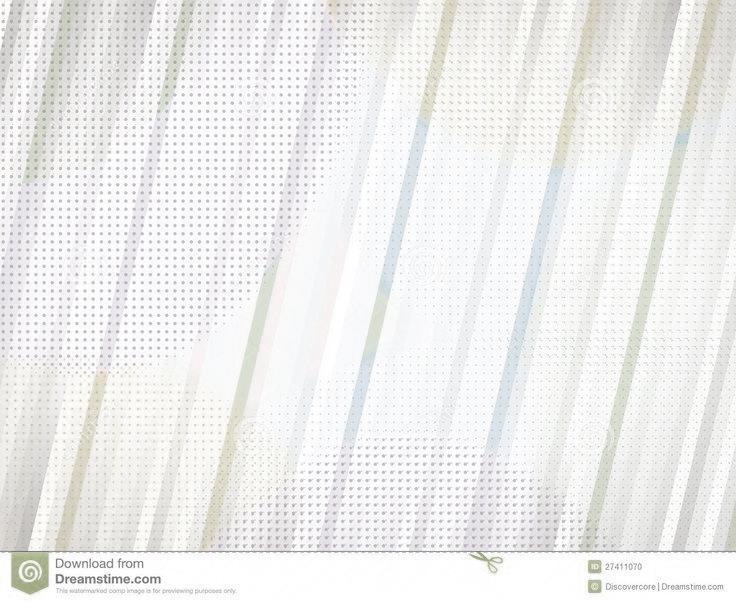 Download from
Dreamstime.com
This watermarked comp image is for previewing purposes only.
ID 27411070
© Discovercore | Dreamstime.com